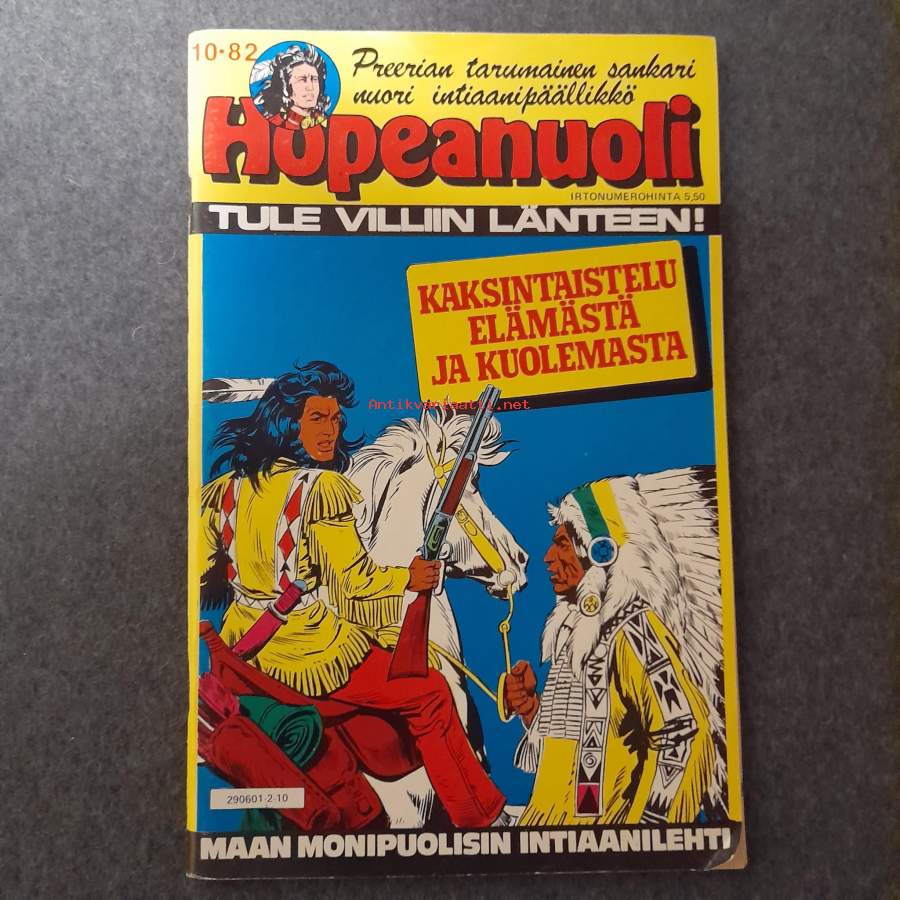 10•82
Preerian tarumainen sankari
nuori intiaanipäällikkö
Hopeanuoli
IRTONUMEROHINTA 5,50
TULE VILLIIN LÄNTEEN!
KAKSINTAISTELU
ELÄMÄSTÄ
JA KUOLEMASTA
Antikvariaatti.net
290601-2-10
MAAN MONIPUOLISIN INTIAANILEHTI